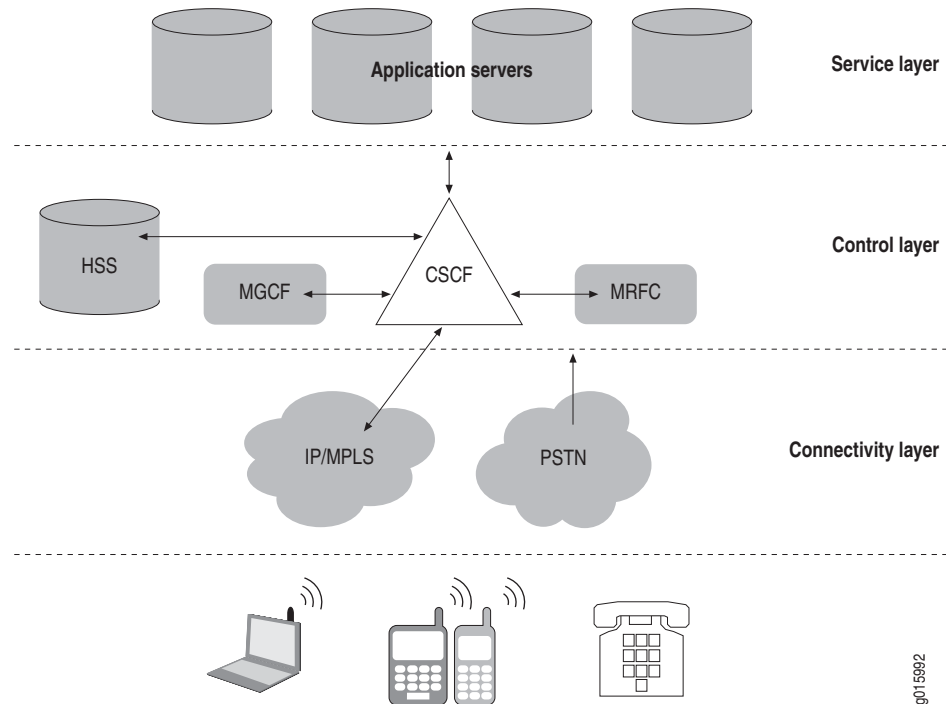 Application servers
Service layer
HSS
MGCF
CSCF
MRFC
Control layer
IP/MPLS
PSTN
Connectivity layer
g015992